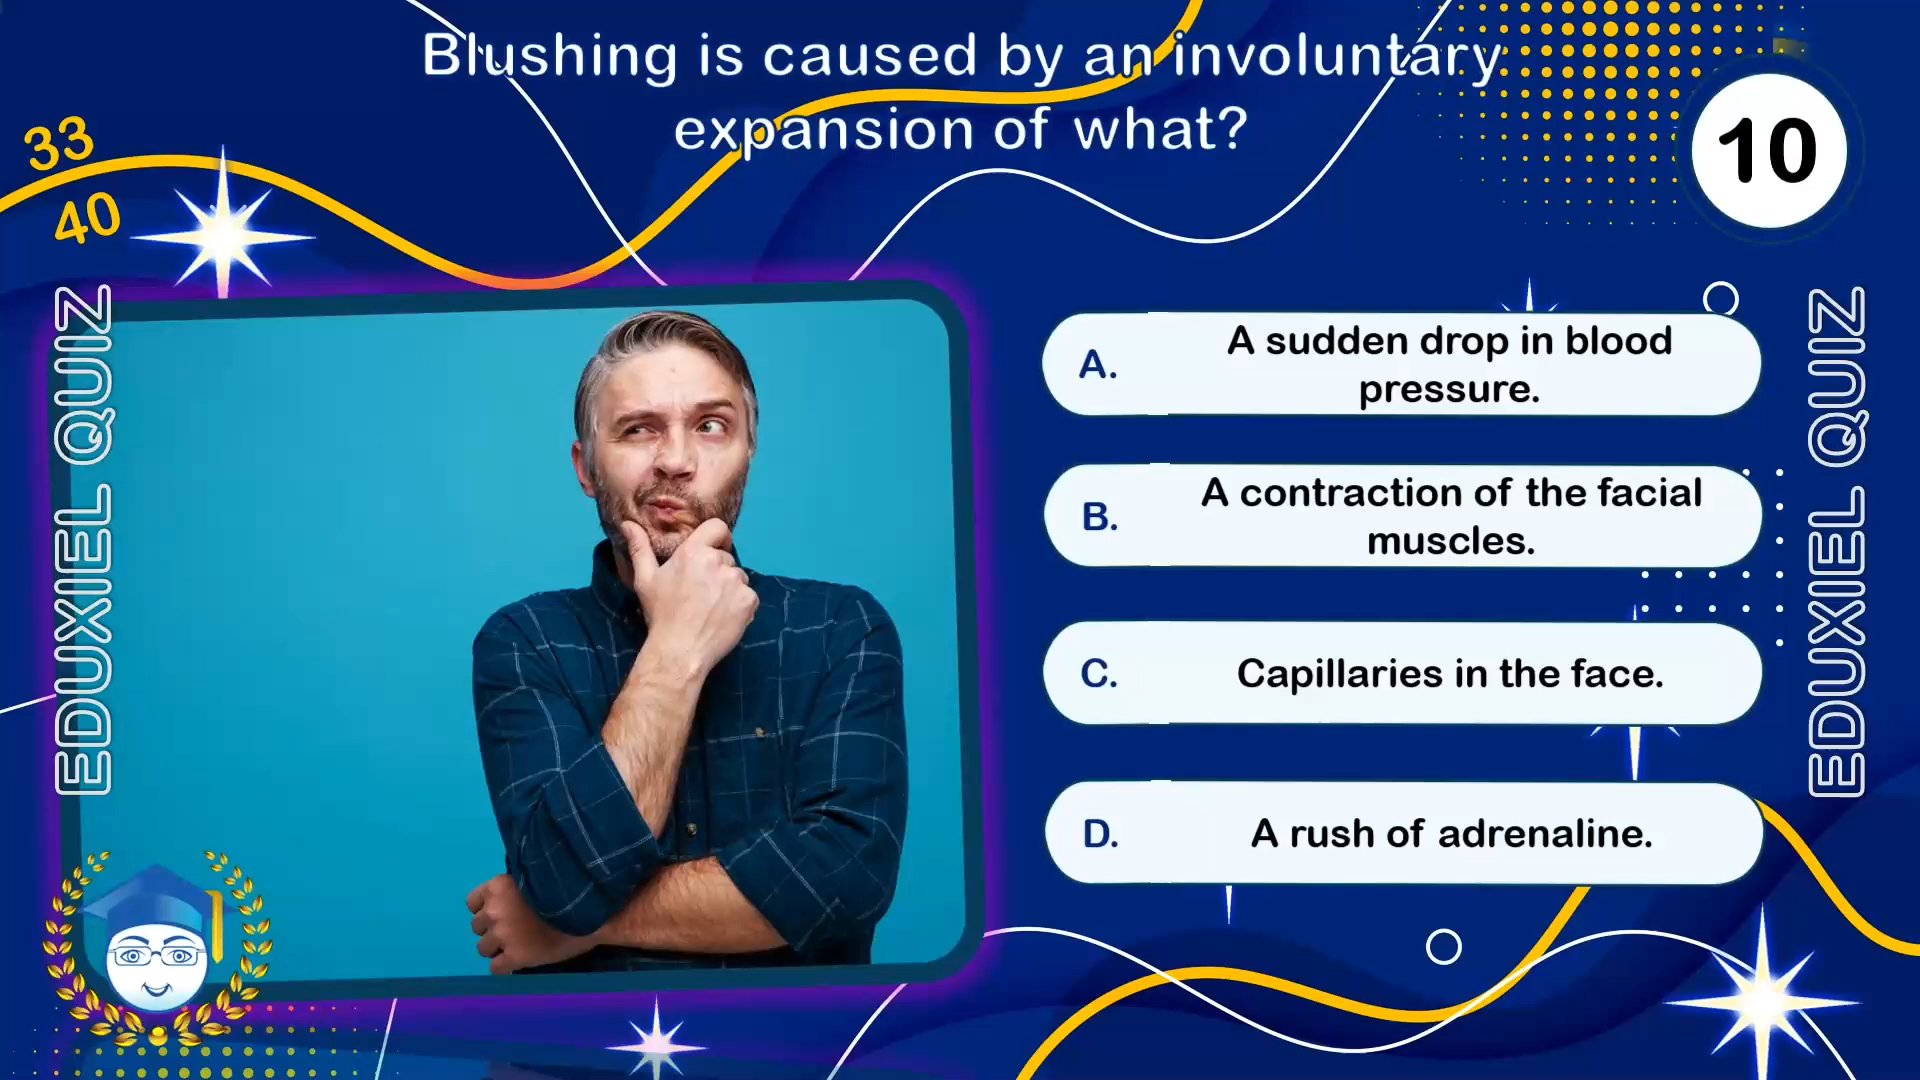 Blushing is caused by an involuntary
expansion of what?
33
40
10
EDUXIEL QUIZ
A. A sudden drop in blood
pressure.
B. A contraction of the facial
muscles.
C. Capillaries in the face.
D. A rush of adrenaline.
EDUXIEL QUIZ